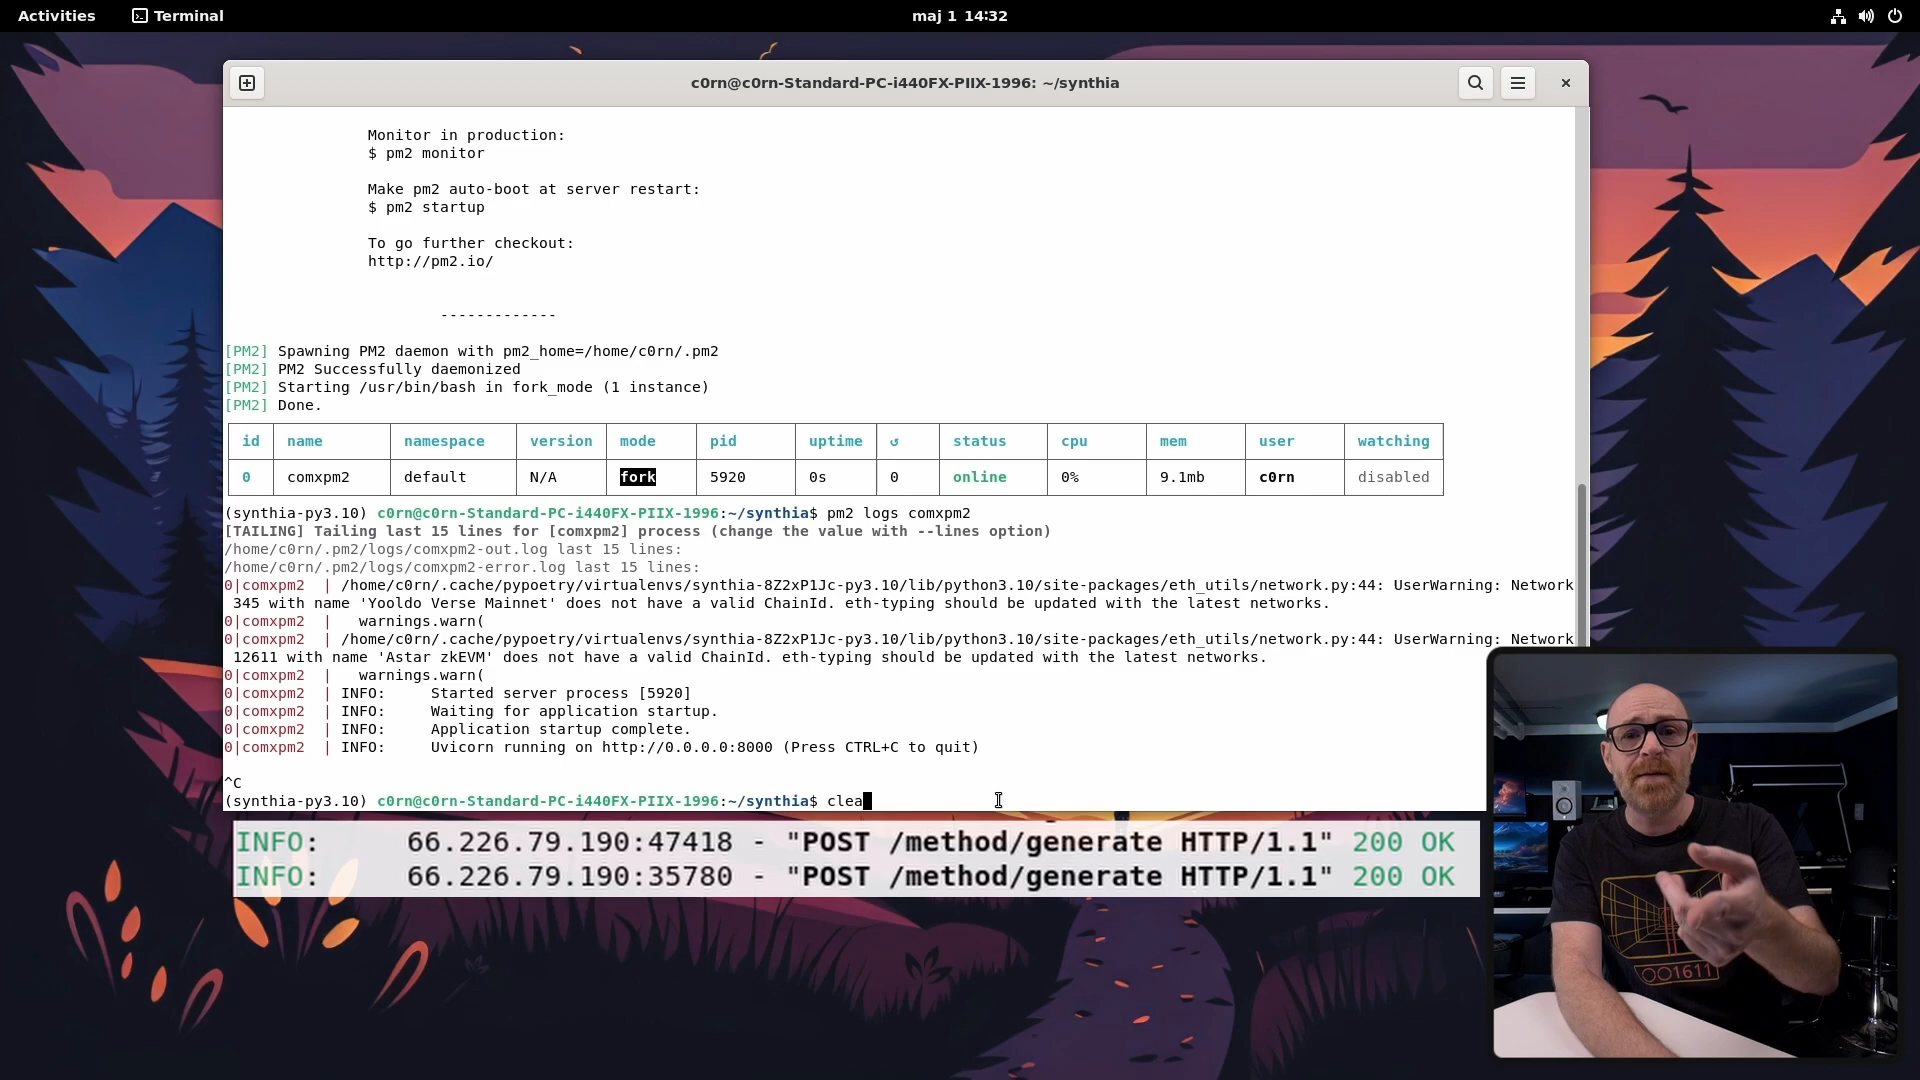 Activities Terminal maj 1 14:32
c0rn@c0rn-Standard-PC-i440FX-PIIX-1996: ~/synthia
Monitor in production:
$ pm2 monitor
Make pm2 auto-boot at server restart:
$ pm2 startup
To go further checkout:
http://pm2.io/
-------------
[PM2] Spawning PM2 daemon with pm2_home=/home/c0rn/.pm2
[PM2] PM2 Successfully daemonized
[PM2] Starting /usr/bin/bash in fork_mode (1 instance)
[PM2] Done.
id name namespace version mode pid uptime ↺ status cpu mem user watching
0 comxpm2 default N/A fork 5920 0s 0 online 0% 9.1mb c0rn disabled
(synthia-py3.10) c0rn@c0rn-Standard-PC-i440FX-PIIX-1996:~/synthia$ pm2 logs comxpm2
[TAILING] Tailing last 15 lines for [comxpm2] process (change the value with --lines option)
/home/c0rn/.pm2/logs/comxpm2-out.log last 15 lines:
/home/c0rn/.pm2/logs/comxpm2-error.log last 15 lines:
0|comxpm2  | /home/c0rn/.cache/pypoetry/virtualenvs/synthia-8Z2xP1Jc-py3.10/lib/python3.10/site-packages/eth_utils/network.py:44: UserWarning: Network
345 with name 'Yooldo Verse Mainnet' does not have a valid ChainId. eth-typing should be updated with the latest networks.
0|comxpm2  |   warnings.warn(
0|comxpm2  | /home/c0rn/.cache/pypoetry/virtualenvs/synthia-8Z2xP1Jc-py3.10/lib/python3.10/site-packages/eth_utils/network.py:44: UserWarning: Network
12611 with name 'Astar zkEVM' does not have a valid ChainId. eth-typing should be updated with the latest networks.
0|comxpm2  |   warnings.warn(
0|comxpm2  | INFO:     Started server process [5920]
0|comxpm2  | INFO:     Waiting for application startup.
0|comxpm2  | INFO:     Application startup complete.
0|comxpm2  | INFO:     Uvicorn running on http://0.0.0.0:8000 (Press CTRL+C to quit)
^C
(synthia-py3.10) c0rn@c0rn-Standard-PC-i440FX-PIIX-1996:~/synthia$ clea
INFO:     66.226.79.190:47418 - "POST /method/generate HTTP/1.1" 200 OK
INFO:     66.226.79.190:35780 - "POST /method/generate HTTP/1.1" 200 OK
001611